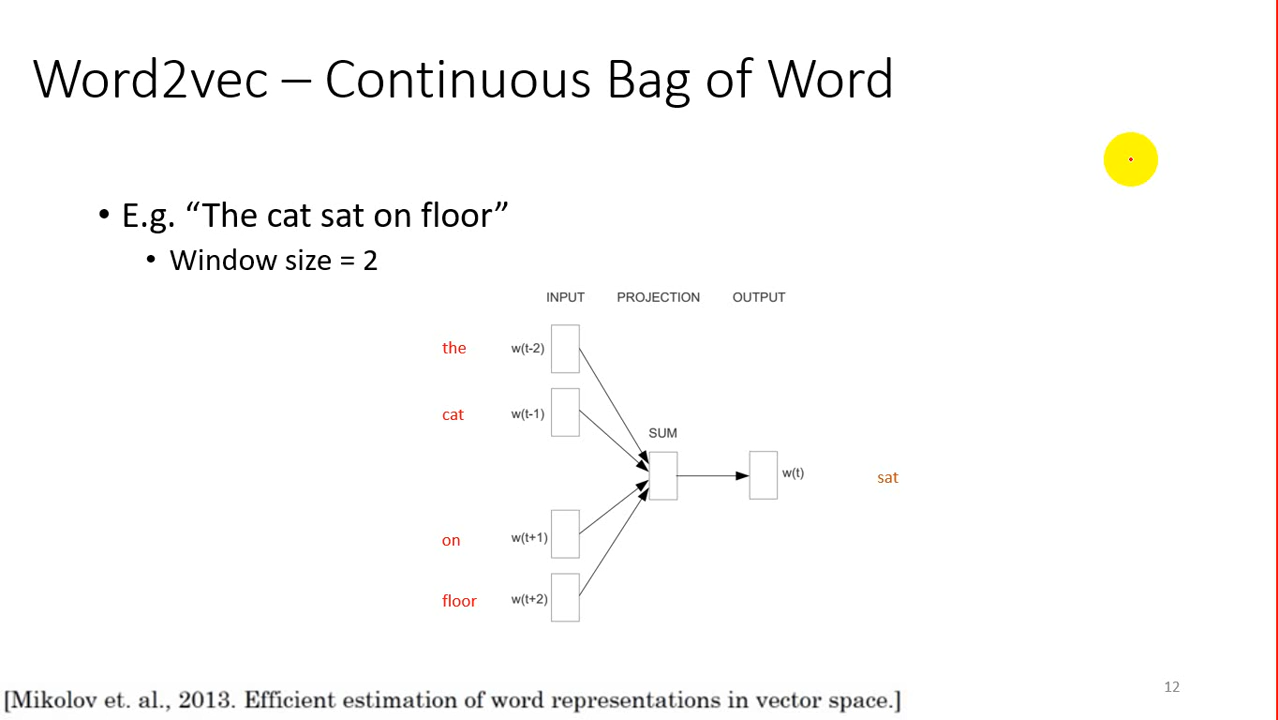 Word2vec – Continuous Bag of Word
• E.g. “The cat sat on floor”
• Window size = 2
INPUT PROJECTION OUTPUT
the w(t-2)
cat w(t-1)
SUM
w(t) sat
on w(t+1)
floor w(t+2)
[Mikolov et. al., 2013. Efficient estimation of word representations in vector space.]
12